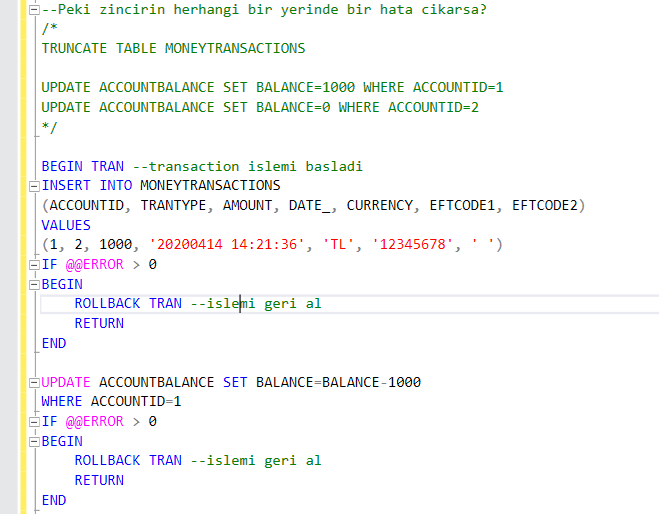 --Peki zincirin herhangi bir yerinde bir hata cikarsa?
/*
TRUNCATE TABLE MONEYTRANSACTIONS
UPDATE ACCOUNTBALANCE SET BALANCE=1000 WHERE ACCOUNTID=1
UPDATE ACCOUNTBALANCE SET BALANCE=0 WHERE ACCOUNTID=2
*/
BEGIN TRAN --transaction islemi basladi
INSERT INTO MONEYTRANSACTIONS
(ACCOUNTID, TRANTYPE, AMOUNT, DATE_, CURRENCY, EFTCODE1, EFTCODE2)
VALUES
(1, 2, 1000, '20200414 14:21:36', 'TL', '12345678', ' ')
IF @@ERROR > 0
BEGIN
    ROLLBACK TRAN --islemi geri al
    RETURN
END
UPDATE ACCOUNTBALANCE SET BALANCE=BALANCE-1000
WHERE ACCOUNTID=1
IF @@ERROR > 0
BEGIN
    ROLLBACK TRAN --islemi geri al
    RETURN
END